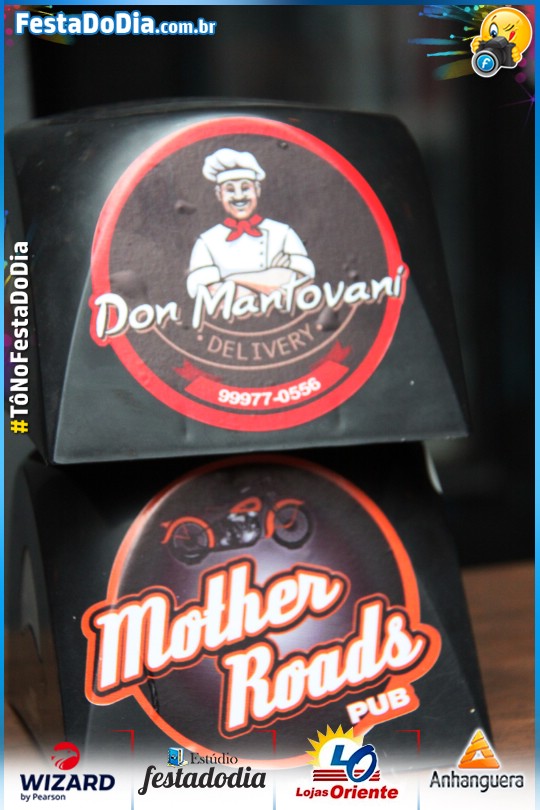 FestaDoDia.com.br
#TôNoFestaDoDia
Don Mantovani
• DELIVERY •
99977-0556
Mother
Roads
PUB
WIZARD
by Pearson
Estúdio
festadodia
LO
Lojas Oriente
Anhanguera